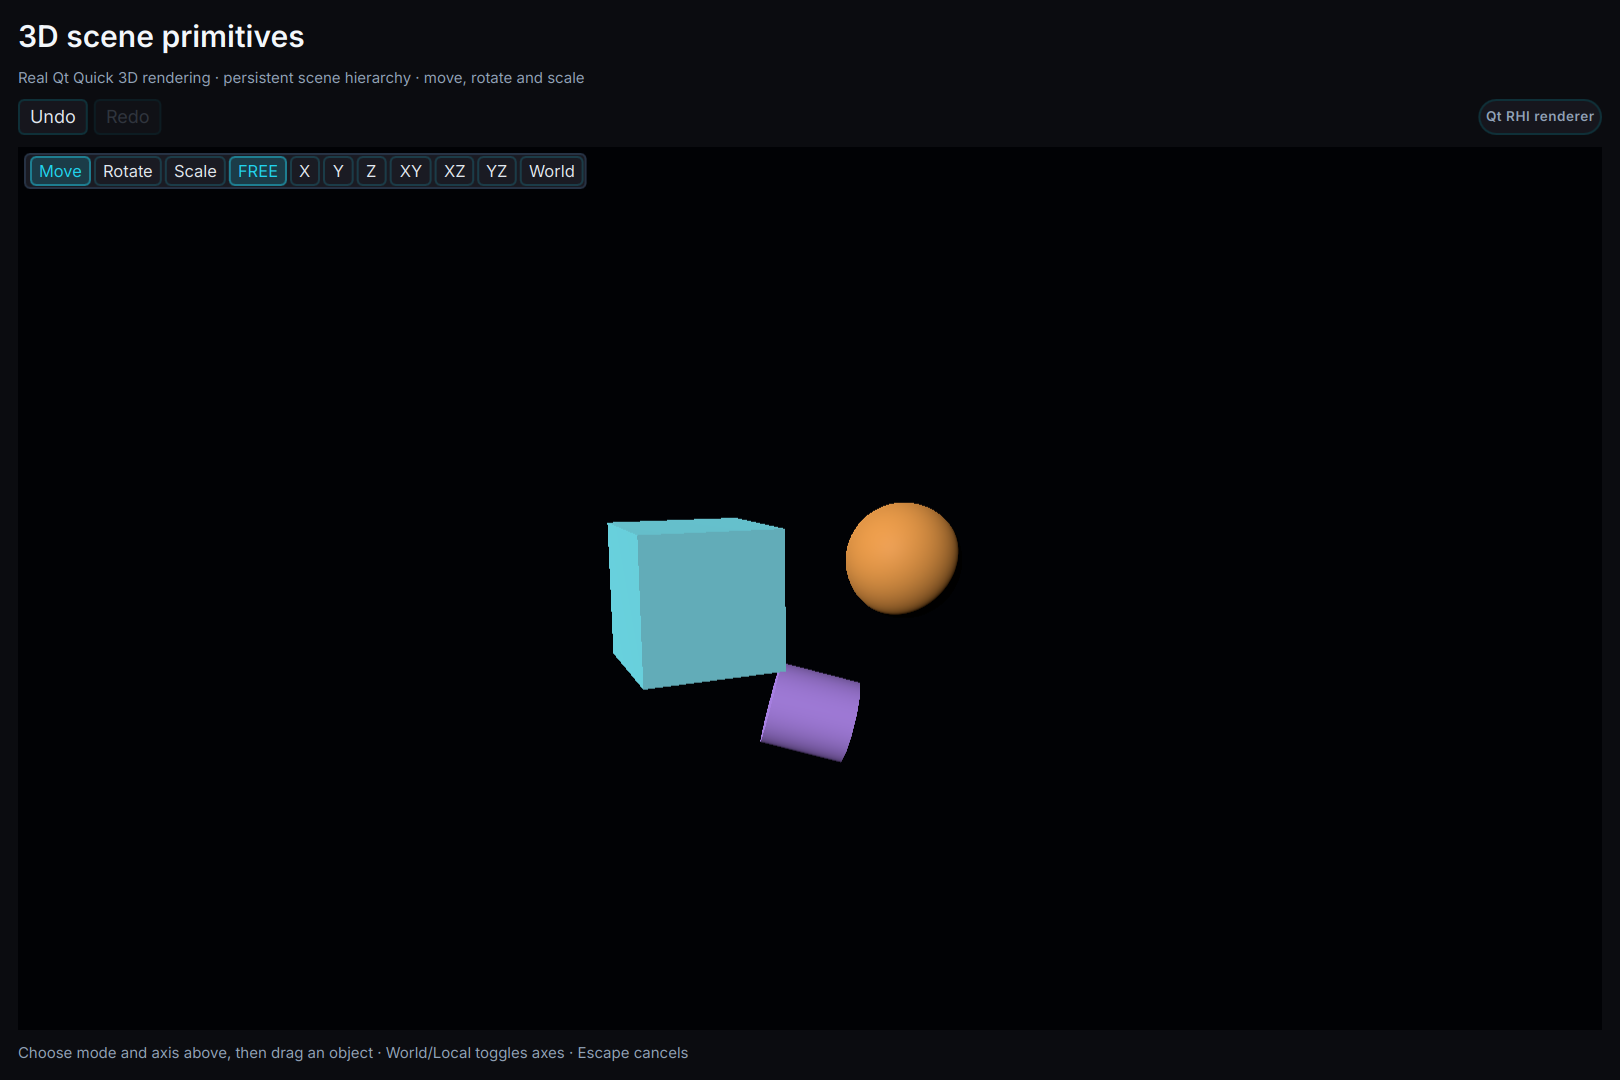 3D scene primitives
Real Qt Quick 3D rendering · persistent scene hierarchy · move, rotate and scale
Undo Redo Qt RHI renderer
Move Rotate Scale FREE X Y Z XY XZ YZ World
Choose mode and axis above, then drag an object · World/Local toggles axes · Escape cancels